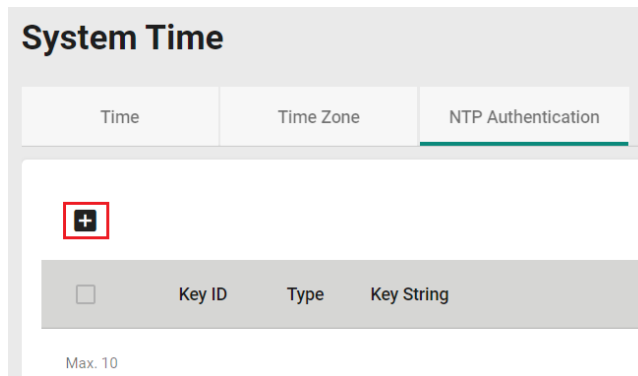 System Time
Time Time Zone NTP Authentication
Key ID Type Key String
Max. 10